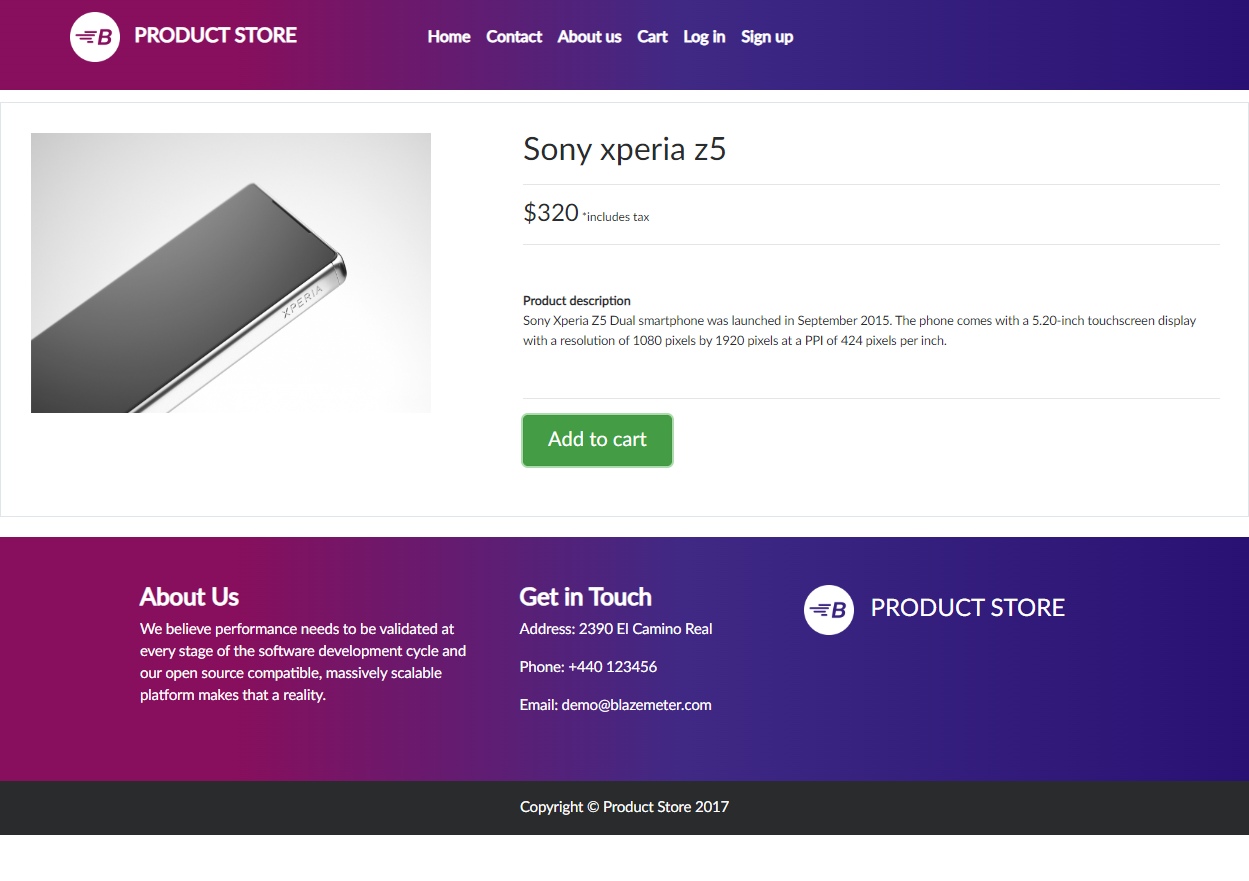 B PRODUCT STORE
Home Contact About us Cart Log in Sign up
Sony xperia z5
$320 *includes tax
XPERIA
Product description
Sony Xperia Z5 Dual smartphone was launched in September 2015. The phone comes with a 5.20-inch touchscreen display
with a resolution of 1080 pixels by 1920 pixels at a PPI of 424 pixels per inch.
Add to cart
About Us
We believe performance needs to be validated at
every stage of the software development cycle and
our open source compatible, massively scalable
platform makes that a reality.
Get in Touch
Address: 2390 El Camino Real
Phone: +440 123456
Email: demo@blazemeter.com
B PRODUCT STORE
Copyright © Product Store 2017